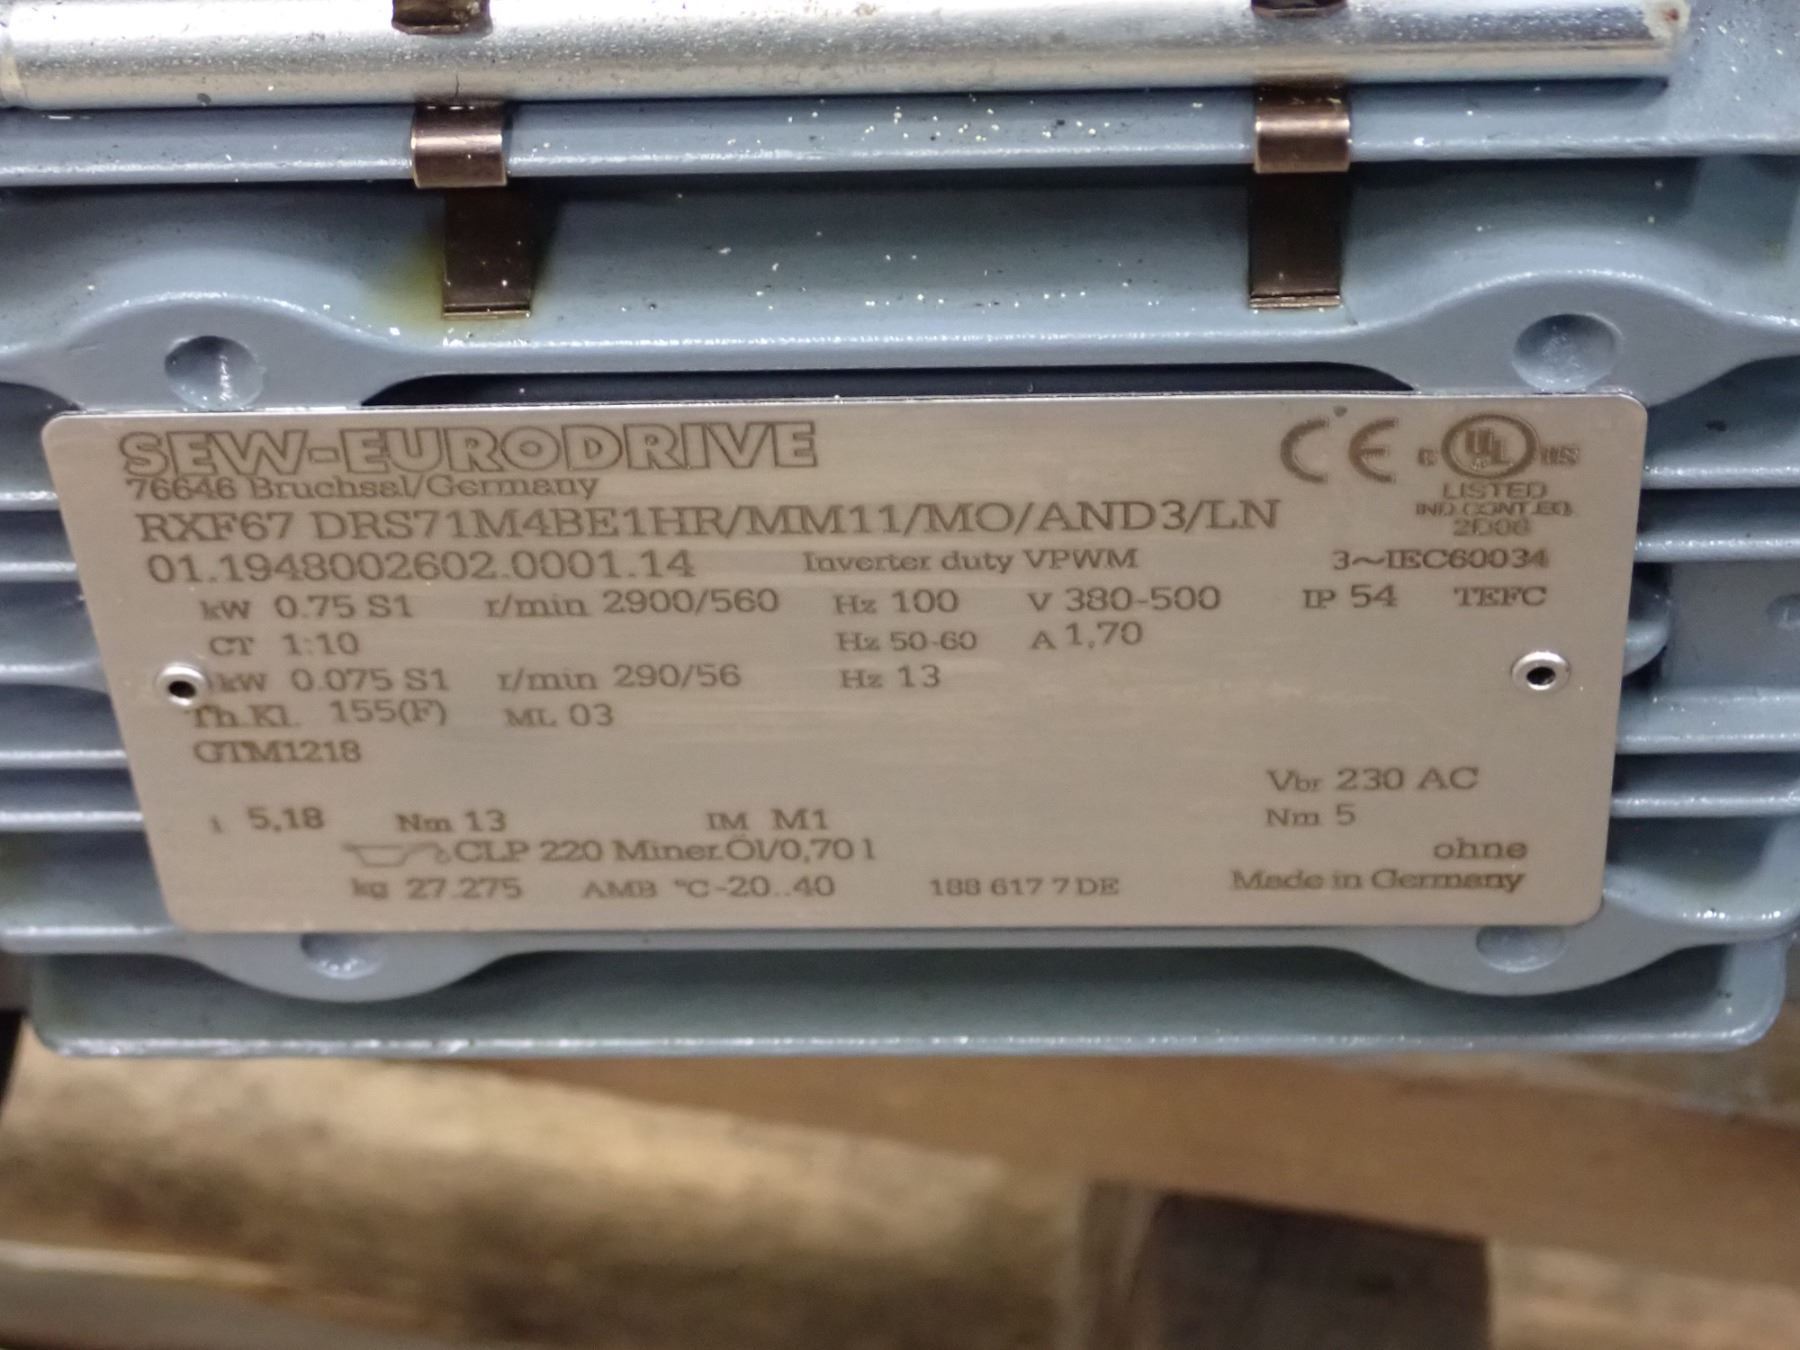 SEW-EURODRIVE
CE
C UL US
76646 Bruchsal/Germany
LISTED
IND.CONT.EQ.
2D06
RXF67 DRS71M4BE1HR/MM11/MO/AND3/LN
01.1948002602.0001.14 Inverter duty VPWM 3~IEC60034
kW 0.75 S1 r/min 2900/560 Hz 100 V 380-500 IP 54 TEFC
CT 1:10 Hz 50-60 A 1,70
kW 0.075 S1 r/min 290/56 Hz 13
Th.Kl. 155(F) ML 03
GTM1218
Vbr 230 AC
i 5,18 Nm 13 IM M1 Nm 5
CLP 220 Miner.Öl/0,70 l ohne
kg 27.275 AMB °C -20..40 188 617 7 DE Made in Germany